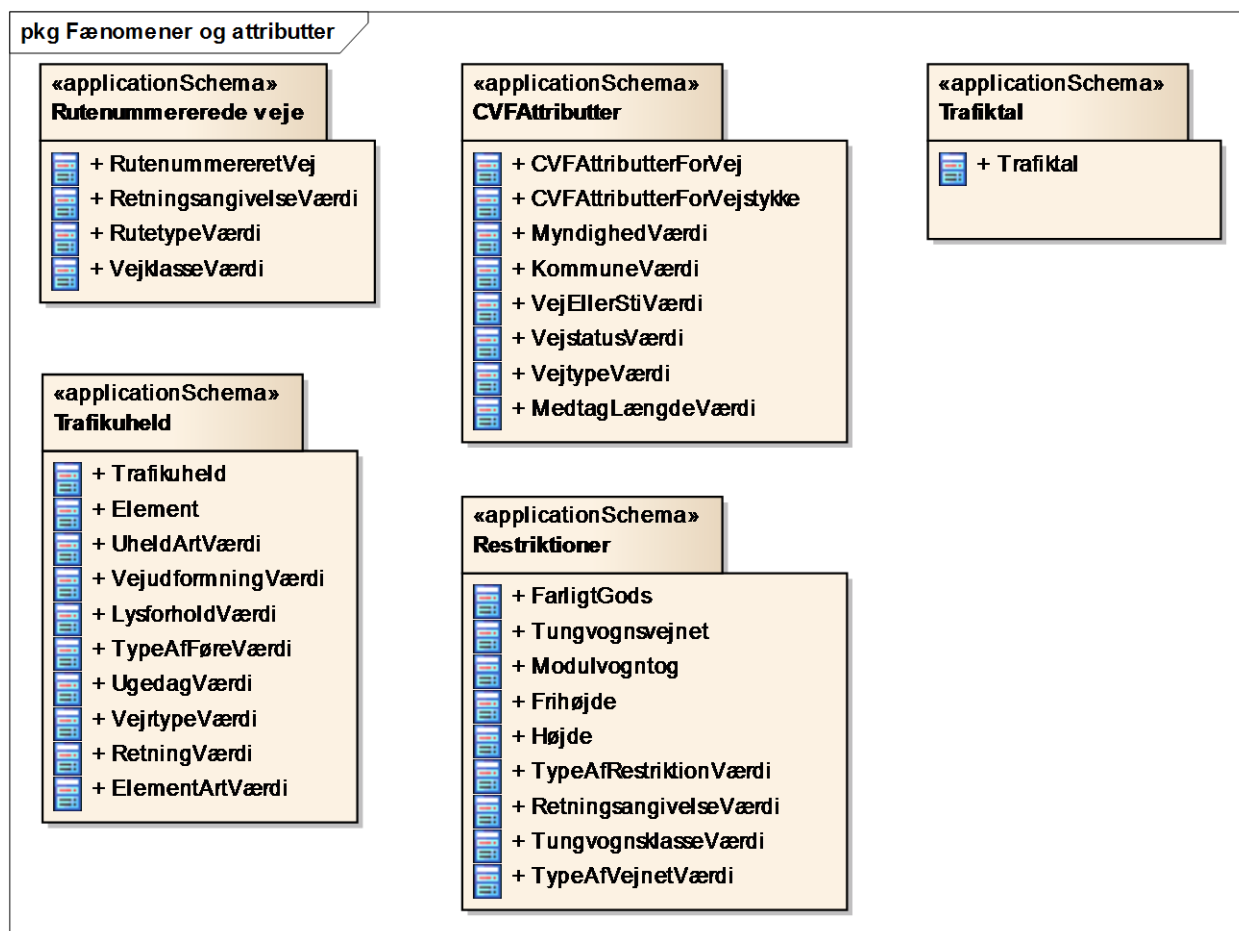 pkg Fænomener og attributter
«applicationSchema»
Rutenummererede veje
+ RutenummereretVej
+ RetningsangivelseVærdi
+ RutetypeVærdi
+ VejklasseVærdi
«applicationSchema»
CVFAttributter
+ CVFAttributterForVej
+ CVFAttributterForVejstykke
+ MyndighedVærdi
+ KommuneVærdi
+ VejEllerStiVærdi
+ VejstatusVærdi
+ VejtypeVærdi
+ MedtagLængdeVærdi
«applicationSchema»
Trafiktal
+ Trafiktal
«applicationSchema»
Trafikuheld
+ Trafikuheld
+ Element
+ UheldArtVærdi
+ VejudformningVærdi
+ LysforholdVærdi
+ TypeAfFøreVærdi
+ UgedagVærdi
+ VejrtypeVærdi
+ RetningVærdi
+ ElementArtVærdi
«applicationSchema»
Restriktioner
+ FarligtGods
+ Tungvognsvejnet
+ Modulvogntog
+ Frihøjde
+ Højde
+ TypeAfRestriktionVærdi
+ RetningsangivelseVærdi
+ TungvognsklasseVærdi
+ TypeAfVejnetVærdi